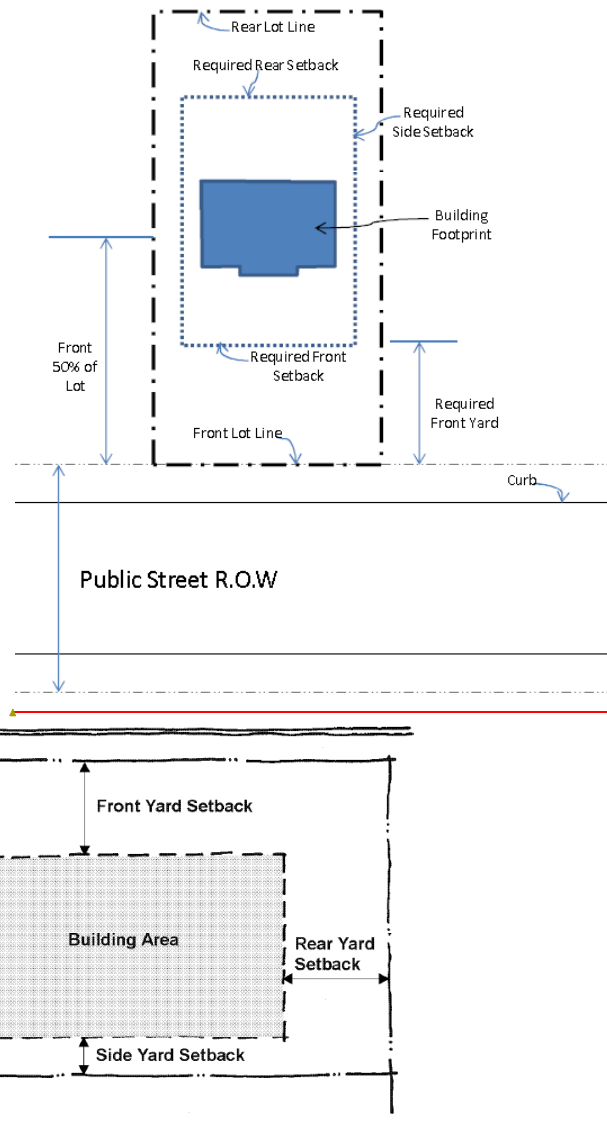 Rear Lot Line
Required Rear Setback
Required
Side Setback
Building
Footprint
Front
50% of
Lot
Required Front
Setback
Required
Front Yard
Front Lot Line
Curb
Public Street R.O.W
Front Yard Setback
Building Area
Rear Yard
Setback
Side Yard Setback